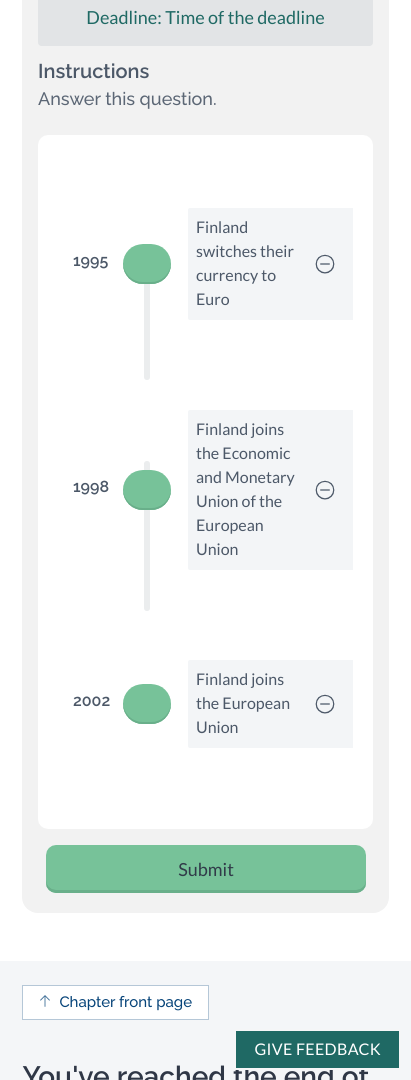 Deadline: Time of the deadline
Instructions
Answer this question.
1995
Finland
switches their
currency to
Euro
1998
Finland joins
the Economic
and Monetary
Union of the
European
Union
2002
Finland joins
the European
Union
Submit
↑ Chapter front page
GIVE FEEDBACK
You've reached the end of